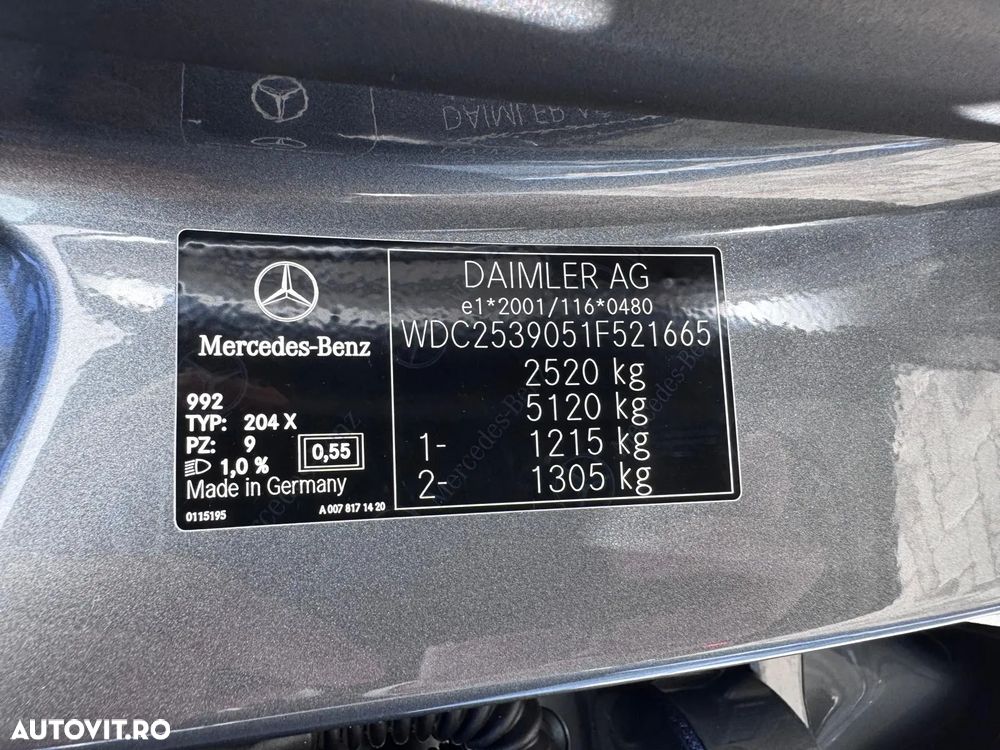 DAIMLER AG
Mercedes-Benz
992
TYP: 204 X
PZ: 9
1,0 %
0,55
Made in Germany
0115195
A 007 817 14 20
DAIMLER AG
e1*2001/116*0480
WDC2539051F521665
2520 kg
5120 kg
1- 1215 kg
2- 1305 kg
AUTOVIT.RO